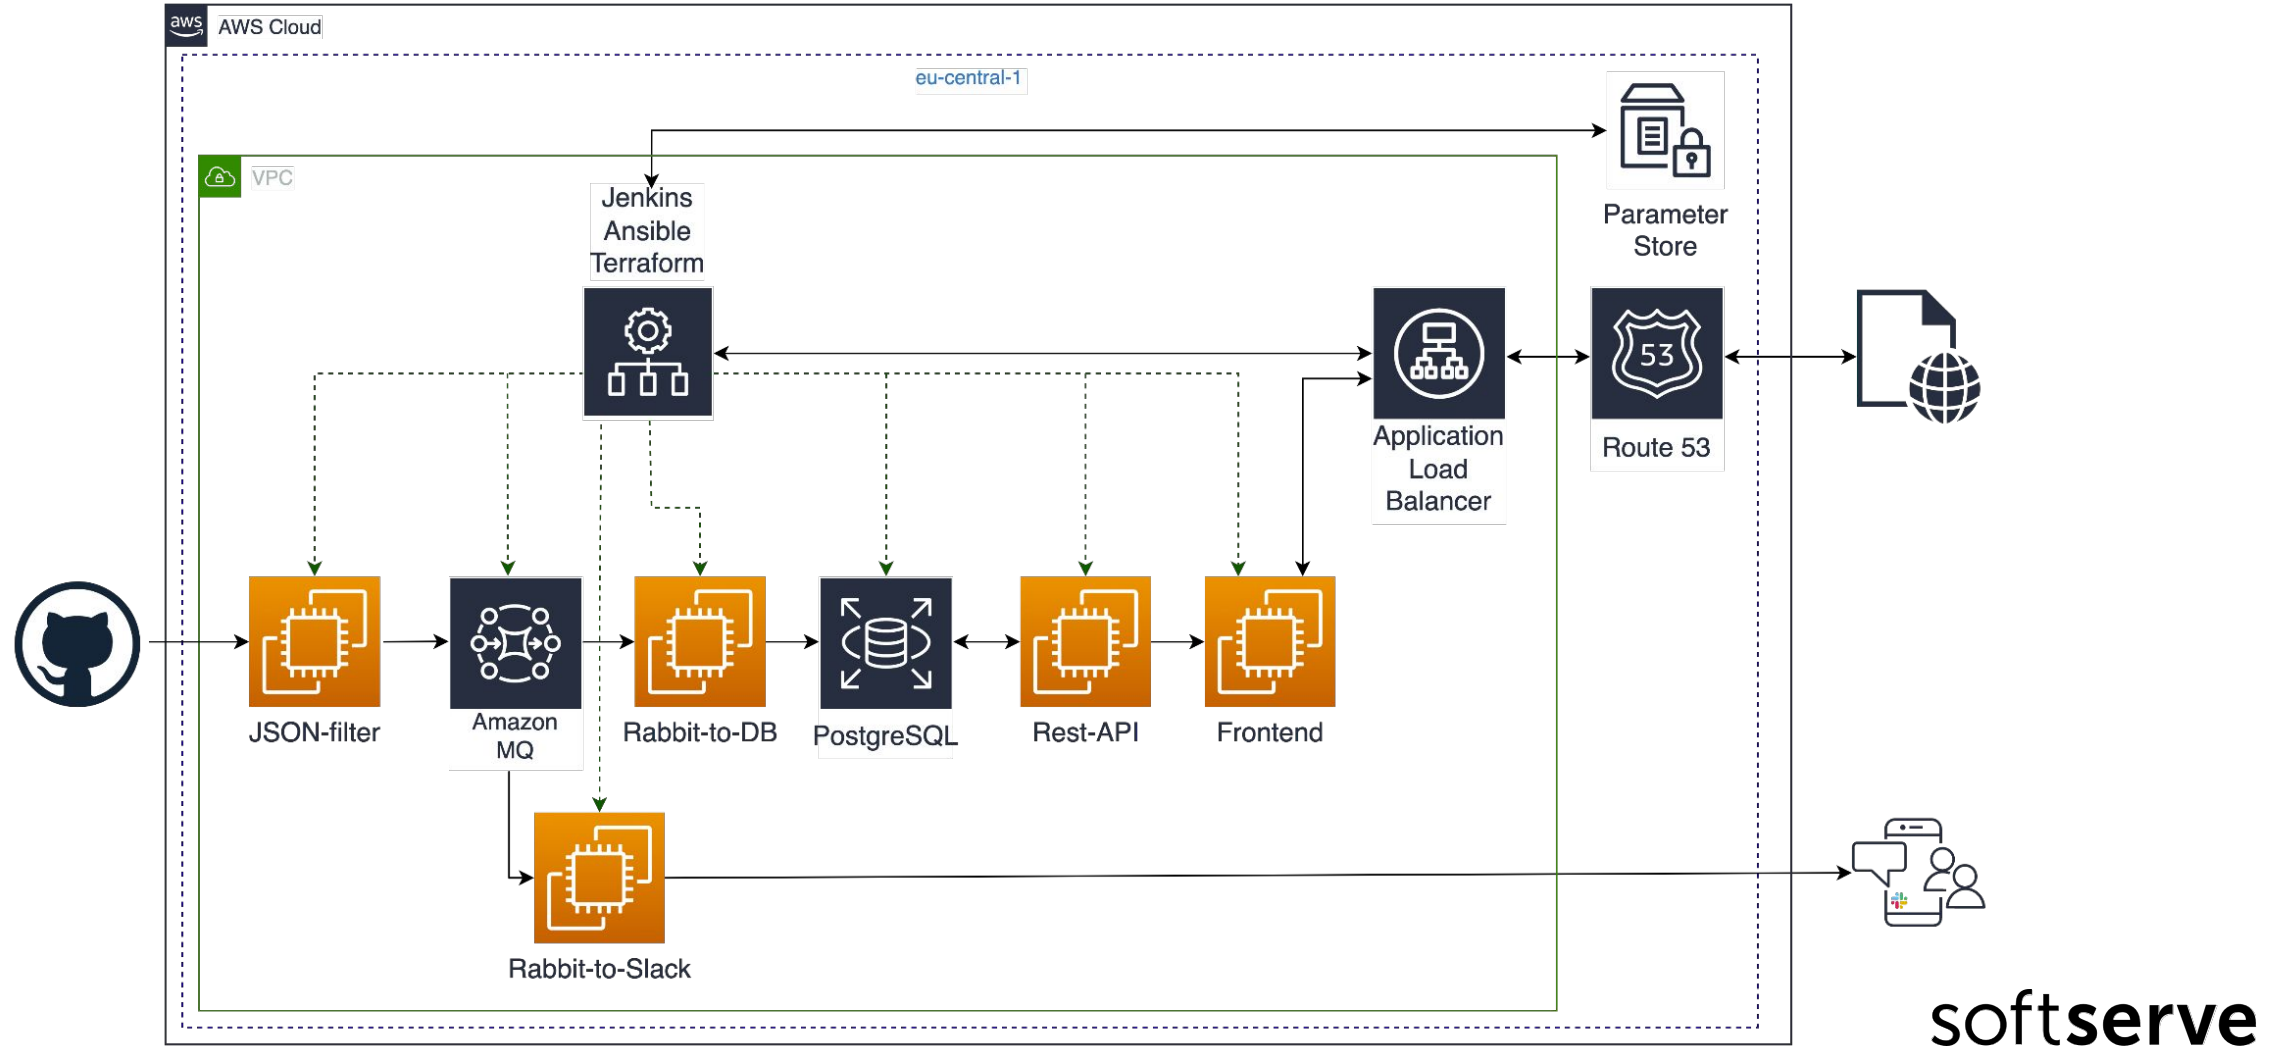 aws
AWS Cloud
eu-central-1
VPC
Jenkins
Ansible
Terraform
Parameter
Store
53
Application
Load
Balancer
Route 53
JSON-filter
Amazon
MQ
Rabbit-to-DB
PostgreSQL
Rest-API
Frontend
Rabbit-to-Slack
softserve